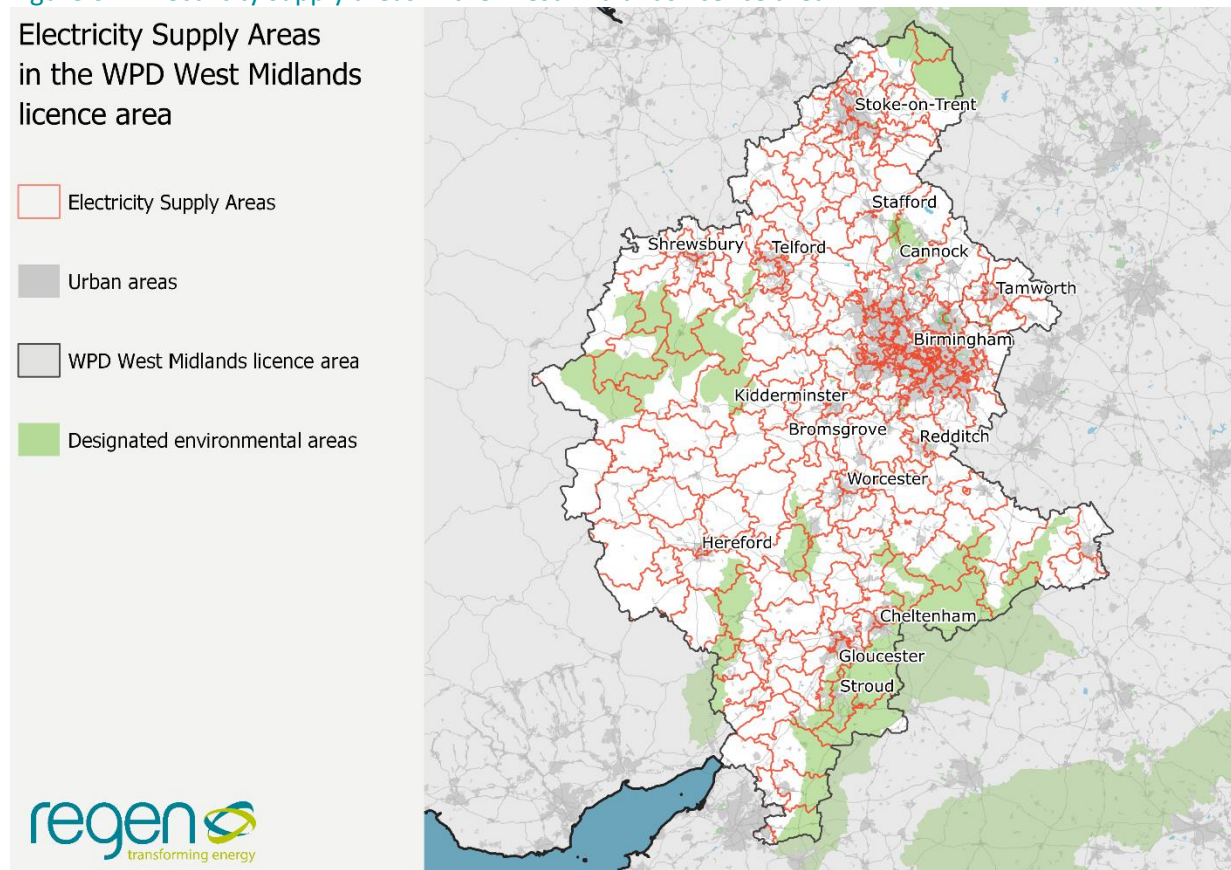 Electricity Supply Areas
in the WPD West Midlands
licence area
Electricity Supply Areas
Urban areas
WPD West Midlands licence area
Designated environmental areas
regen
transforming energy
Stoke-on-Trent
Stafford
Shrewsbury
Telford
Cannock
Tamworth
Birmingham
Kidderminster
Bromsgrove
Redditch
Worcester
Hereford
Cheltenham
Gloucester
Stroud